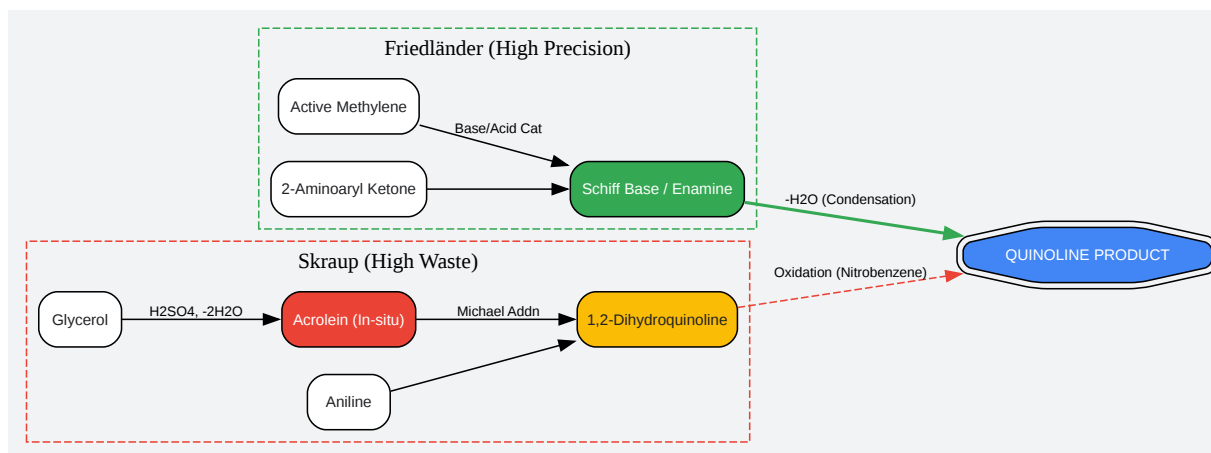 Friedländer (High Precision)
Active Methylene
Base/Acid Cat
2-Aminoaryl Ketone
Schiff Base / Enamine
-H2O (Condensation)
QUINOLINE PRODUCT
Skraup (High Waste)
Oxidation (Nitrobenzene)
Glycerol
H2SO4, -2H2O
Acrolein (In-situ)
Michael Addn
1,2-Dihydroquinoline
Aniline